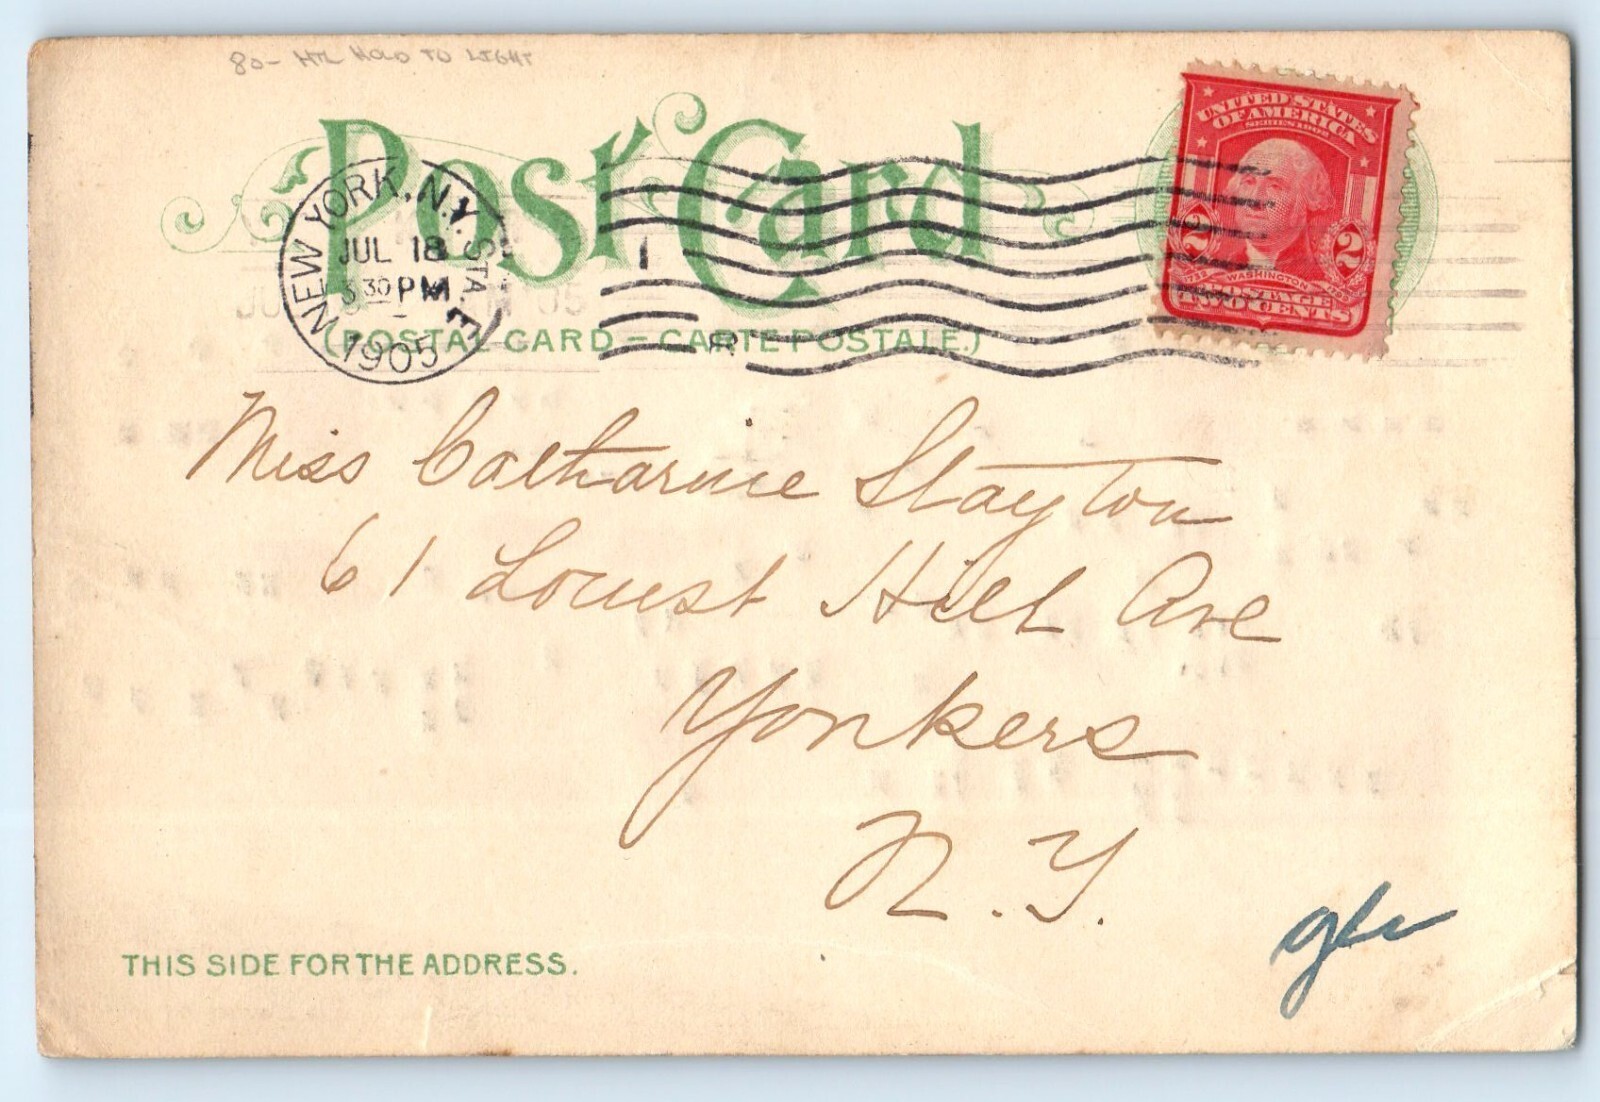 80- HTL HOLD TO LIGHT
Post Card
NEW YORK, N.Y. STA. E
JUL 18
3 30 PM
1905
1
UNITED STATES
OF AMERICA
SERIES 1902
2 2
WASHINGTON
POSTAGE
TWO CENTS
(POSTAL CARD – CARTE POSTALE.)
Miss Catharine Stayton
61 Locust Hill Ave
Yonkers
N.Y.
THIS SIDE FOR THE ADDRESS.